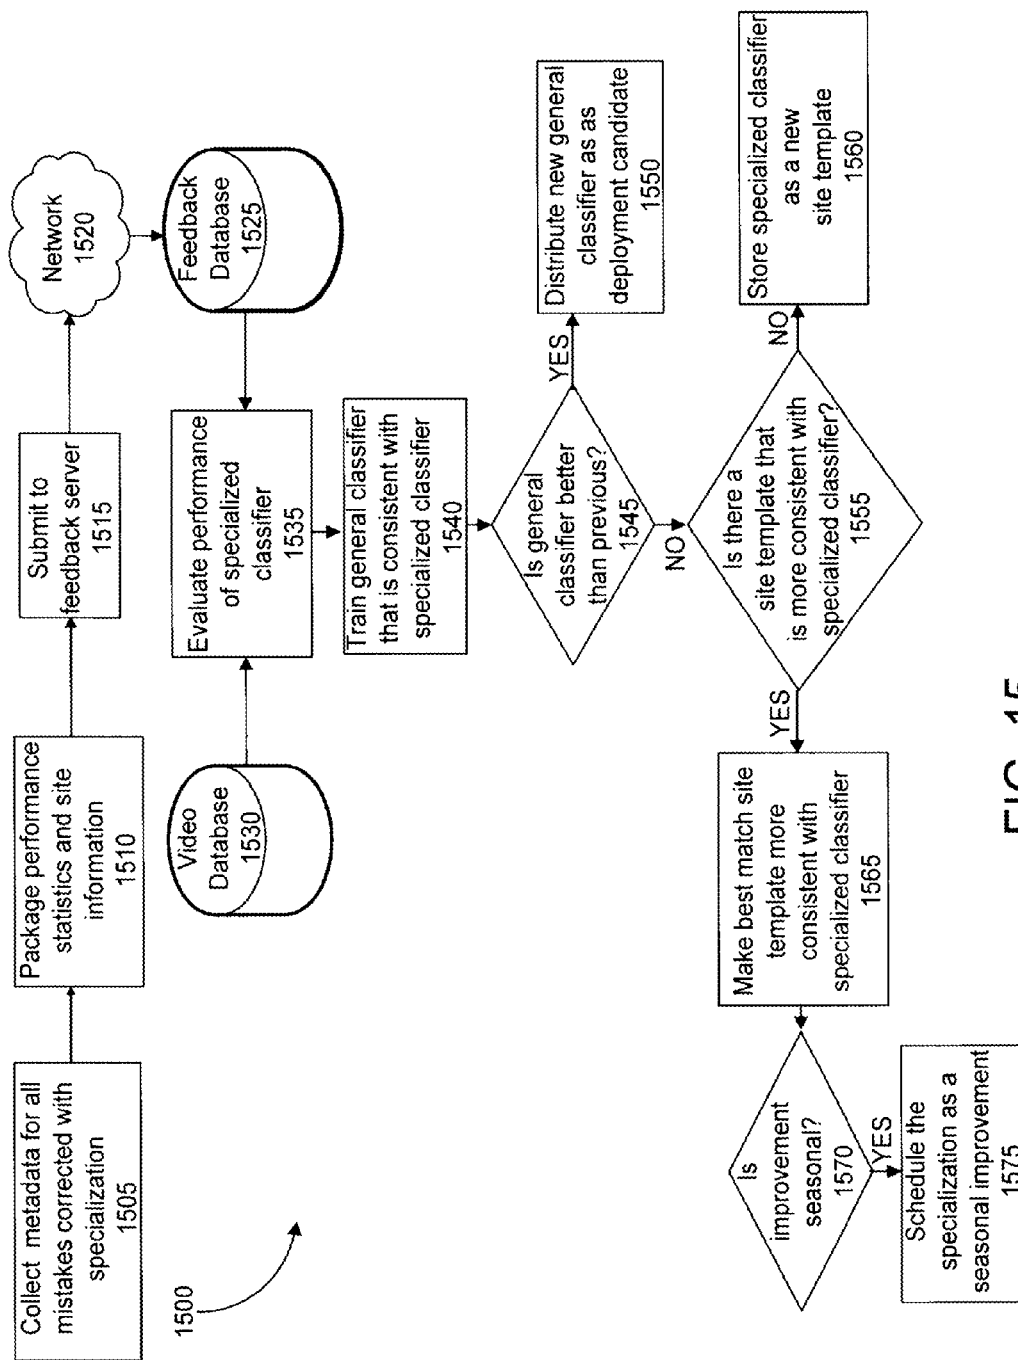 Collect metadata for all
mistakes corrected with
specialization
1505
Package performance
statistics and site
information
1510
Submit to
feedback server
1515
Network
1520
Feedback
Database
1525
Video
Database
1530
Evaluate performance
of specialized
classifier
1535
Train general classifier
that is consistent with
specialized classifier
1540
Is general
classifier better
than previous?
1545
YES
Distribute new general
classifier as as
deployment candidate
1550
NO
Is there a
site template that
is more consistent with
specialized classifier?
1555
NO
Store specialized classifier
as a new
site template
1560
YES
Make best match site
template more
consistent with
specialized classifier
1565
Is
improvement
seasonal?
1570
YES
Schedule the
specialization as a
seasonal improvement
1575
1500
FIG. 15